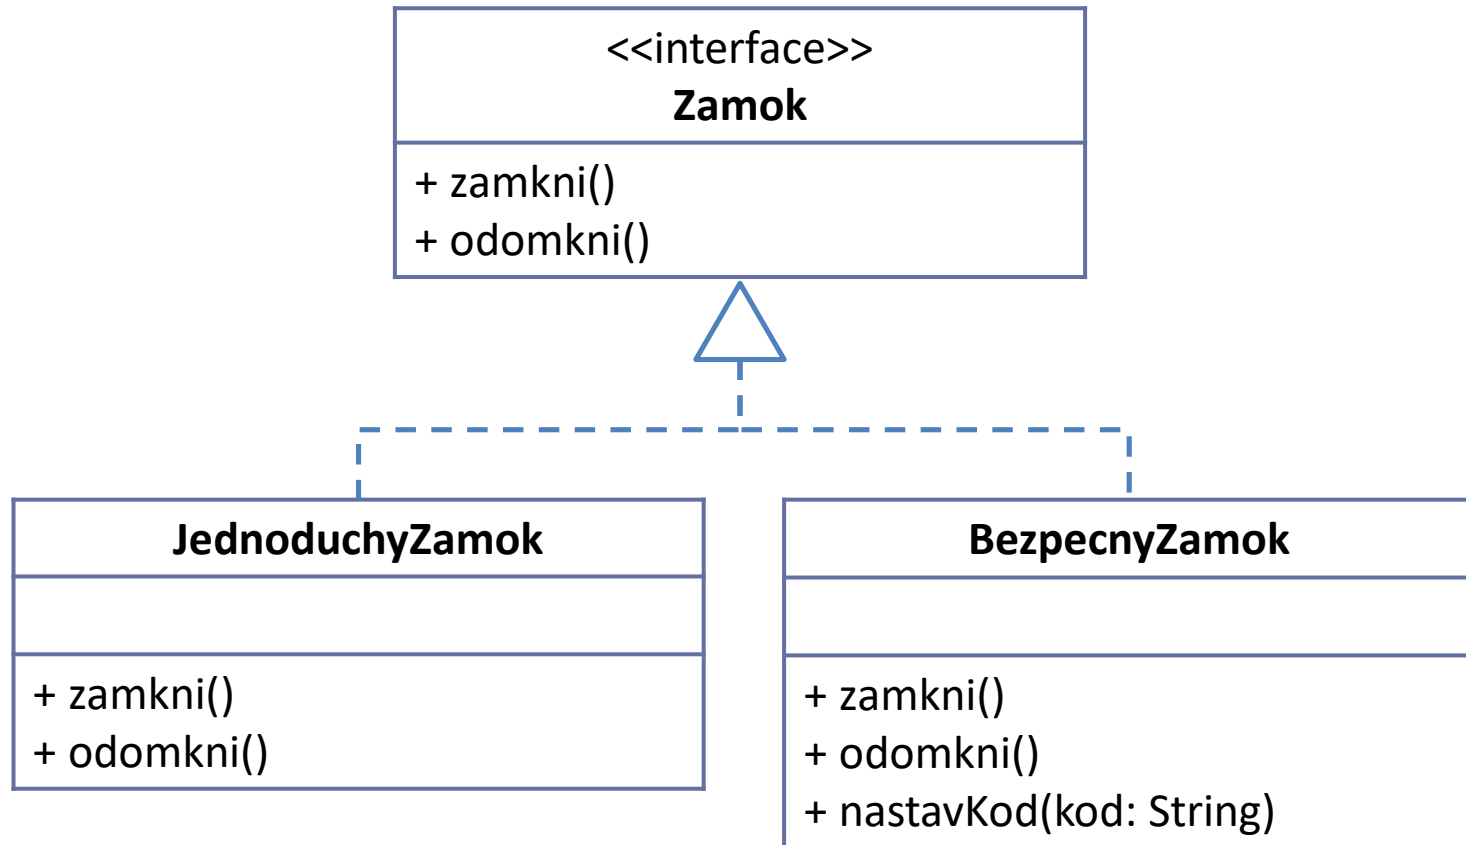 <<interface>>
Zamok
+ zamkni()
+ odomkni()
JednoduchyZamok
+ zamkni()
+ odomkni()
BezpecnyZamok
+ zamkni()
+ odomkni()
+ nastavKod(kod: String)